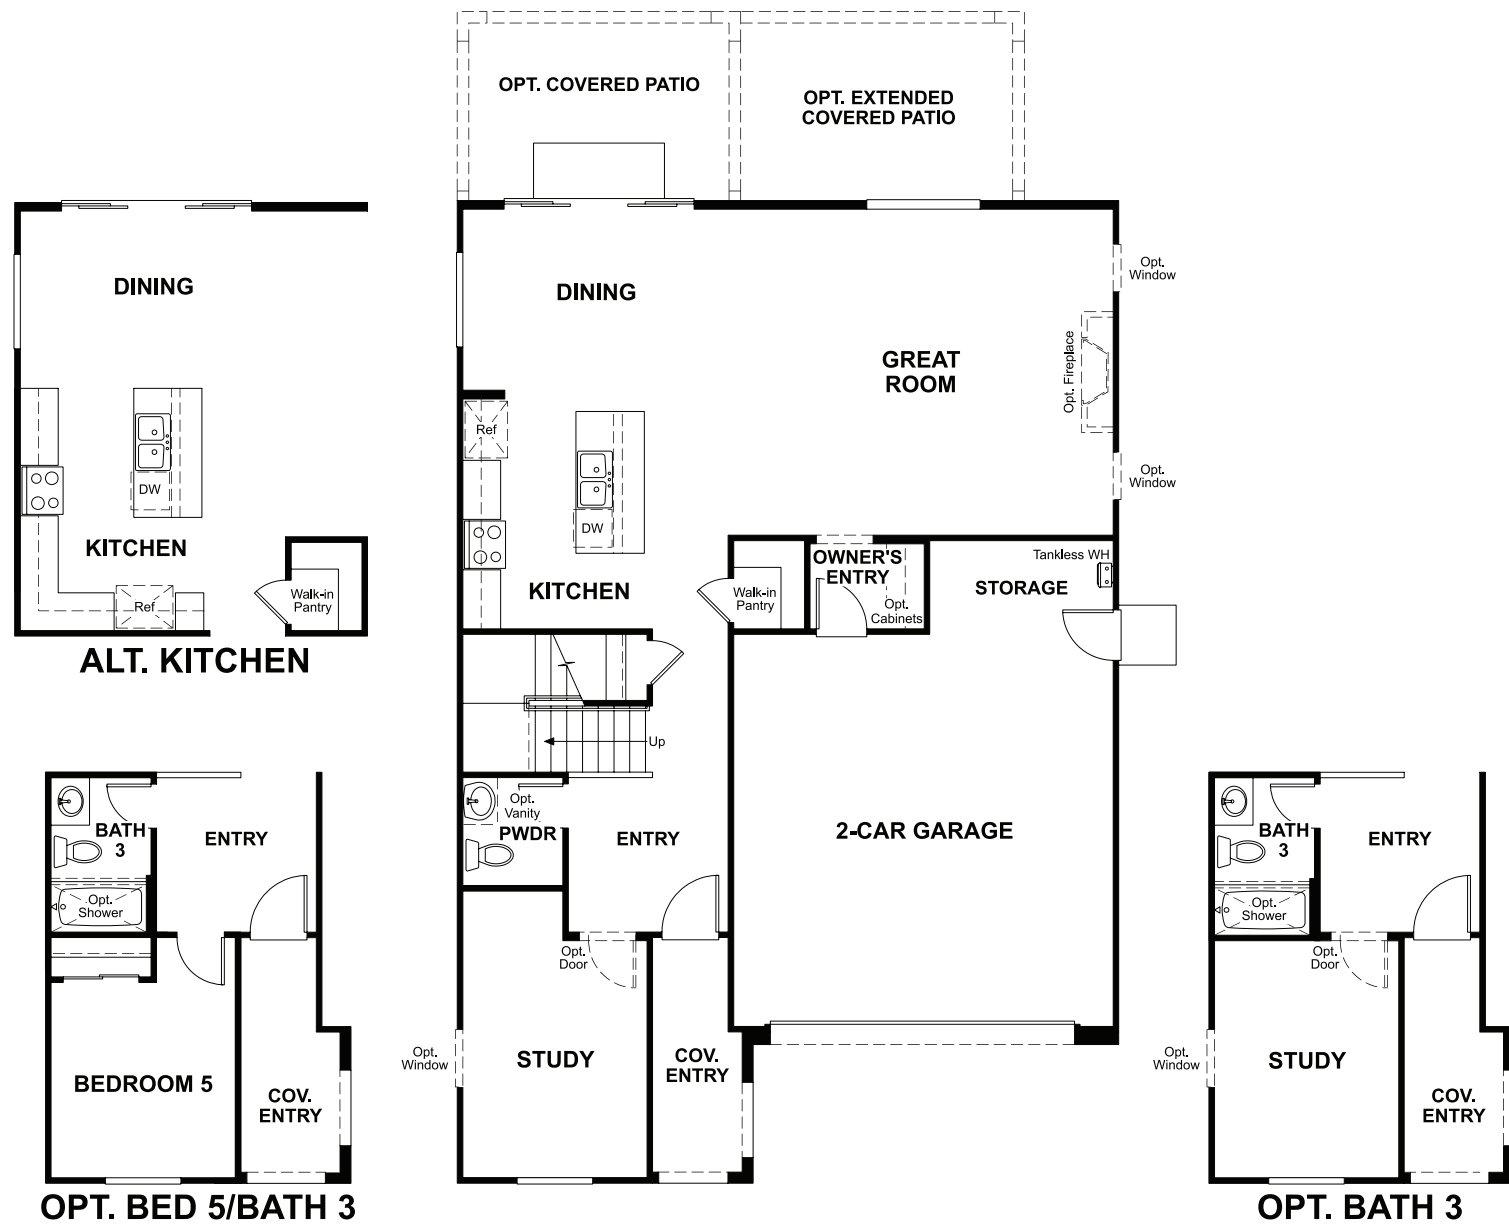 OPT. COVERED PATIO
OPT. EXTENDED
COVERED PATIO
DINING
DW
KITCHEN
Ref
Walk-in
Pantry
ALT. KITCHEN
DINING
GREAT
ROOM
Opt.
Window
Opt. Fireplace
Opt.
Window
Ref
DW
KITCHEN
Walk-in
Pantry
OWNER'S
ENTRY
Opt.
Cabinets
Tankless WH
STORAGE
Up
Opt.
Vanity
PWDR
ENTRY
2-CAR GARAGE
Opt.
Door
Opt.
Window
STUDY
COV.
ENTRY
BATH
3
ENTRY
Opt.
Shower
BEDROOM 5
COV.
ENTRY
OPT. BED 5/BATH 3
BATH
3
ENTRY
Opt.
Shower
Opt.
Door
Opt.
Window
STUDY
COV.
ENTRY
OPT. BATH 3